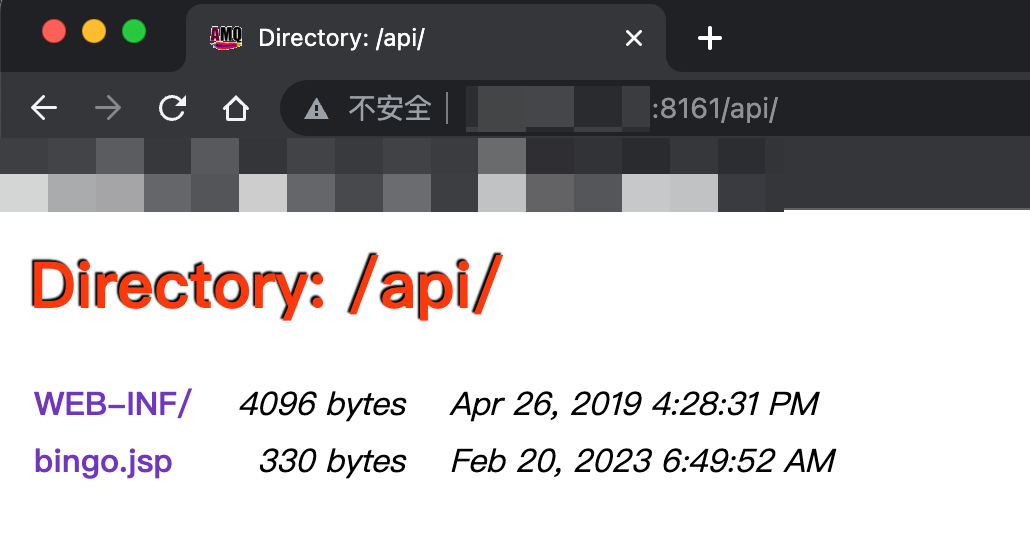 AMQ Directory: /api/
不安全 :8161/api/
Directory: /api/
WEB-INF/ 4096 bytes Apr 26, 2019 4:28:31 PM
bingo.jsp 330 bytes Feb 20, 2023 6:49:52 AM